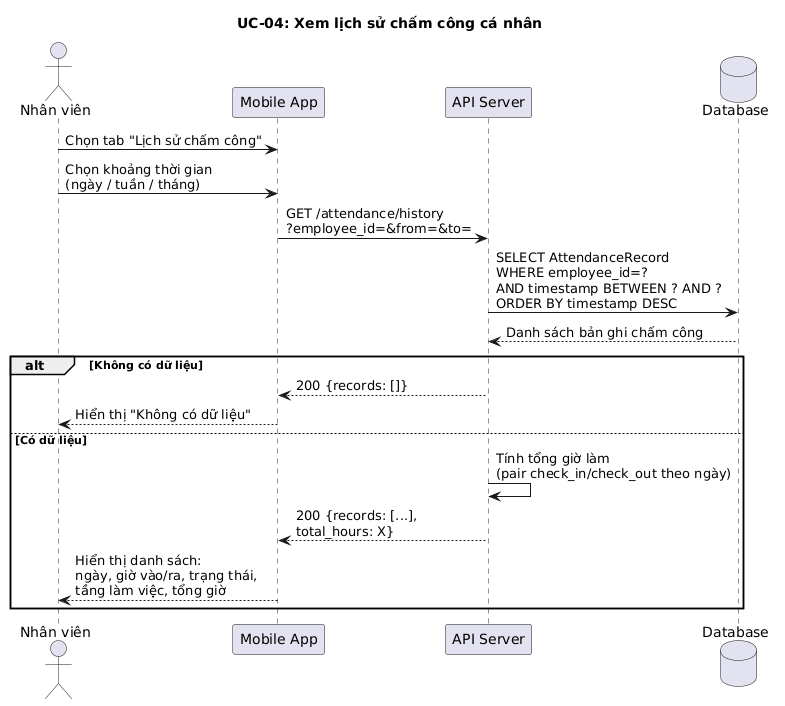 UC-04: Xem lịch sử chấm công cá nhân
Nhân viên
Mobile App
API Server
Database
Chọn tab "Lịch sử chấm công"
Chọn khoảng thời gian
(ngày / tuần / tháng)
GET /attendance/history
?employee_id=&from=&to=
SELECT AttendanceRecord
WHERE employee_id=?
AND timestamp BETWEEN ? AND ?
ORDER BY timestamp DESC
Danh sách bản ghi chấm công
alt
[Không có dữ liệu]
200 {records: []}
Hiển thị "Không có dữ liệu"
[Có dữ liệu]
Tính tổng giờ làm
(pair check_in/check_out theo ngày)
200 {records: [...],
total_hours: X}
Hiển thị danh sách:
ngày, giờ vào/ra, trạng thái,
tầng làm việc, tổng giờ
Nhân viên
Mobile App
API Server
Database